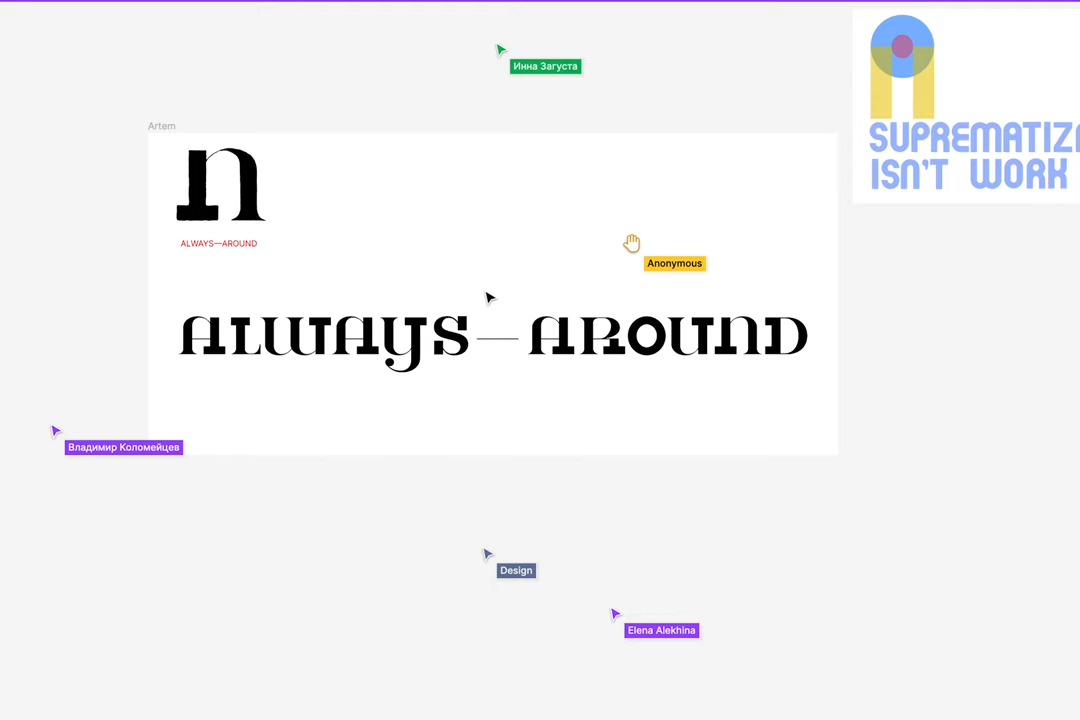 Инна Загуста
SUPREMATIZ
ISN'T WORK
Artem
n
ALWAYS—AROUND
Anonymous
ALWAYS—AROUND
Владимир Коломейцев
Design
Elena Alekhina